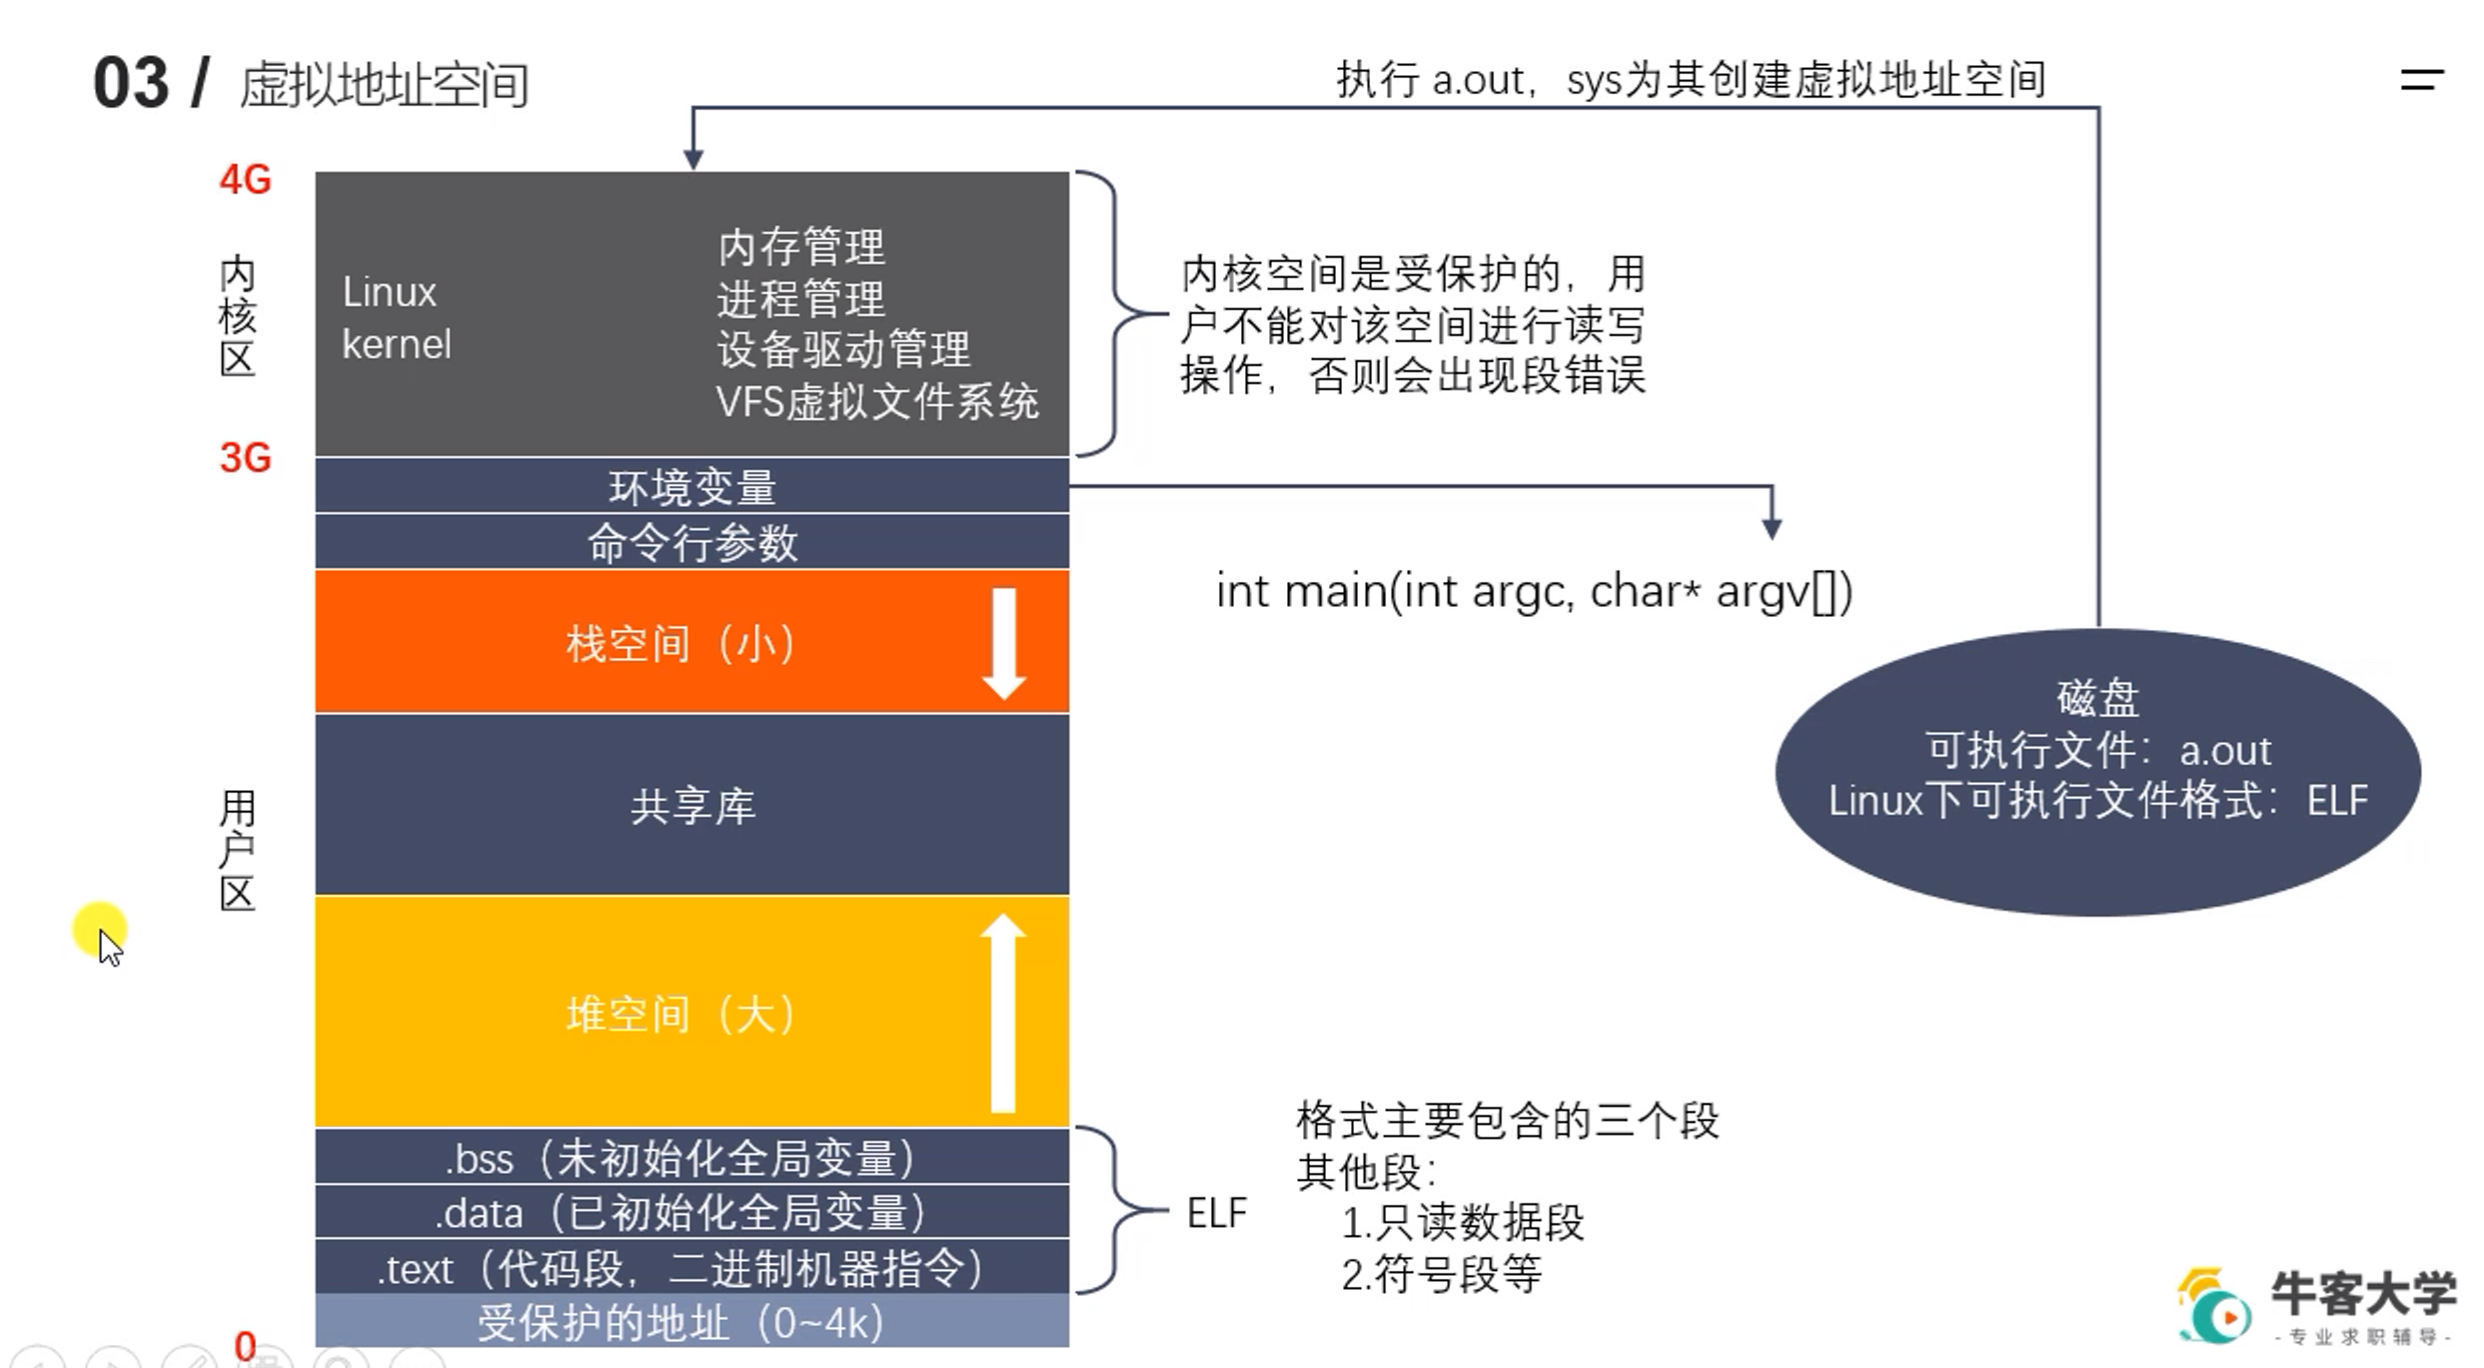 03 / 虚拟地址空间
执行 a.out，sys为其创建虚拟地址空间
4G
内核区
Linux
kernel
内存管理
进程管理
设备驱动管理
VFS虚拟文件系统
内核空间是受保护的，用
户不能对该空间进行读写
操作，否则会出现段错误
3G
环境变量
命令行参数
int main(int argc, char* argv[])
栈空间（小）
共享库
用户区
磁盘
可执行文件：a.out
Linux下可执行文件格式：ELF
堆空间（大）
.bss（未初始化全局变量）
.data（已初始化全局变量）
.text（代码段，二进制机器指令）
受保护的地址（0~4k）
0
ELF
格式主要包含的三个段
其他段：
1.只读数据段
2.符号段等
牛客大学
-专业求职辅导-